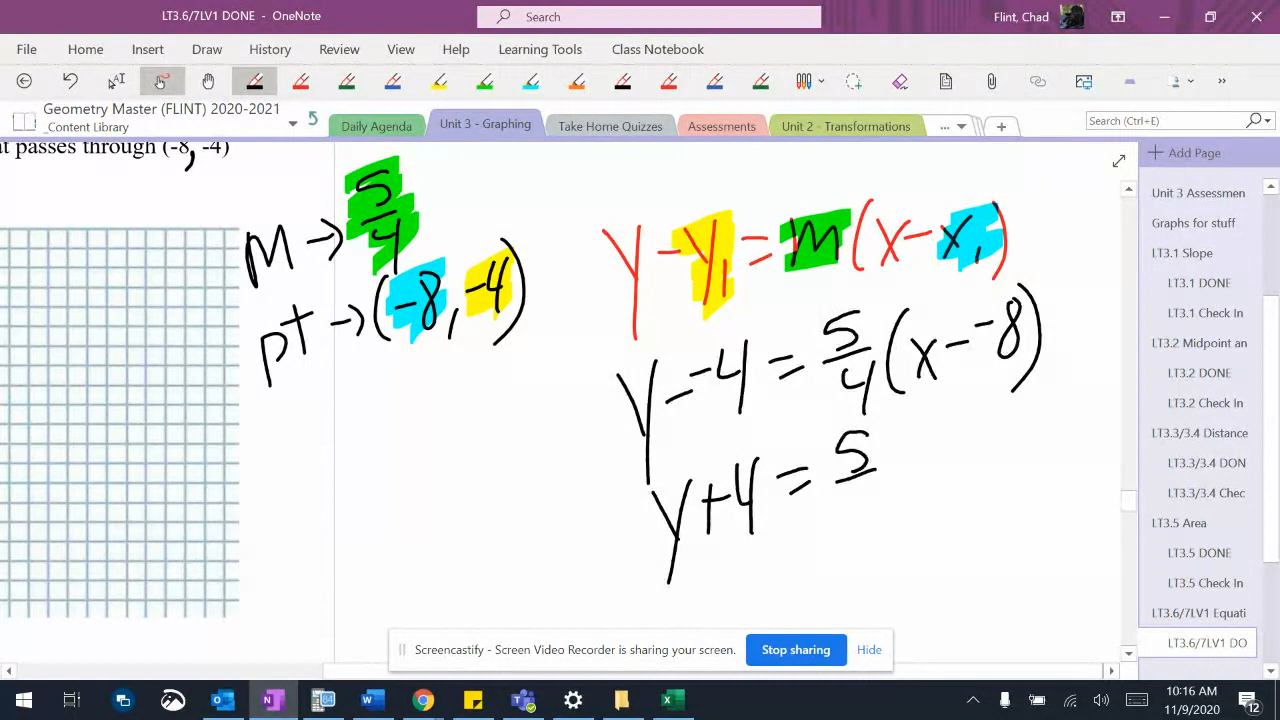 LT3.6/7LV1 DONE - OneNote
Search
Flint, Chad
File Home Insert Draw History Review View Help Learning Tools Class Notebook
Geometry Master (FLINT) 2020-2021
_Content Library
Daily Agenda
Unit 3 - Graphing
Take Home Quizzes
Assessments
Unit 2 - Transformations
...
Search (Ctrl+E)
at passes through (-8, -4)
m → 5/4
pt → (-8, -4)
y - y₁ = m(x - x₁)
y - -4 = 5/4 (x - -8)
y + 4 = 5
Add Page
Unit 3 Assessmen
Graphs for stuff
LT3.1 Slope
LT3.1 DONE
LT3.1 Check In
LT3.2 Midpoint an
LT3.2 DONE
LT3.2 Check In
LT3.3/3.4 Distance
LT3.3/3.4 DON
LT3.3/3.4 Chec
LT3.5 Area
LT3.5 DONE
LT3.5 Check In
LT3.6/7LV1 Equati
LT3.6/7LV1 DO
Screencastify - Screen Video Recorder is sharing your screen.
Stop sharing
Hide
10:16 AM
11/9/2020
12